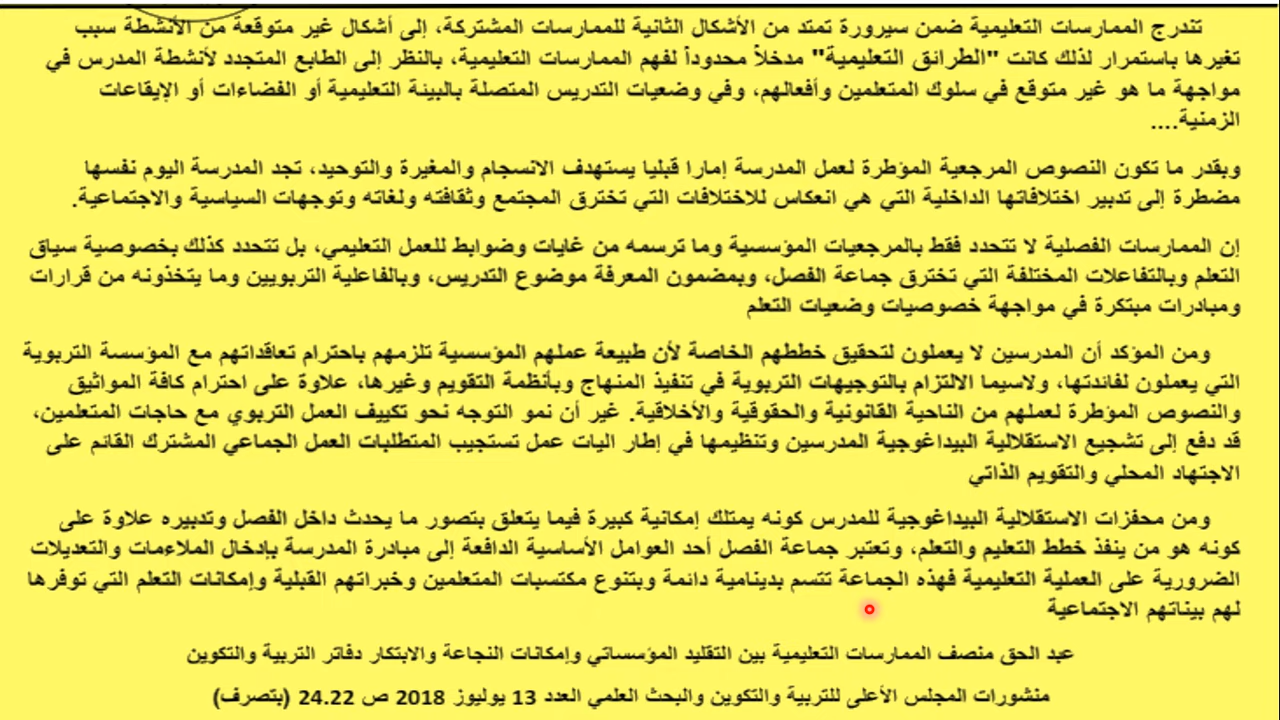 تندرج الممارسات التعليمية ضمن سيرورة تمتد من الأشكال الثانية للممارسات المشتركة، إلى أشكال غير متوقعة من الأنشطة سبب
تغيرها باستمرار لذلك كانت "الطرائق التعليمية" مدخلاً محدوداً لفهم الممارسات التعليمية، بالنظر إلى الطابع المتجدد لأنشطة المدرس في
مواجهة ما هو غير متوقع في سلوك المتعلمين وأفعالهم، وفي وضعيات التدريس المتصلة بالبيئة التعليمية أو الفضاءات أو الإيقاعات
الزمنية....
وبقدر ما تكون النصوص المرجعية المؤطرة لعمل المدرسة إمارا قبليا يستهدف الانسجام والمغيرة والتوحيد، تجد المدرسة اليوم نفسها
مضطرة إلى تدبير اختلافاتها الداخلية التي هي انعكاس للاختلافات التي تخترق المجتمع وثقافته ولغاته وتوجهات السياسية والاجتماعية.
إن الممارسات الفصلية لا تتحدد فقط بالمرجعيات المؤسسية وما ترسمه من غايات وضوابط للعمل التعليمي، بل تتحدد كذلك بخصوصية سياق
التعلم وبالتفاعلات المختلفة التي تخترق جماعة الفصل، وبمضمون المعرفة موضوع التدريس، وبالفاعلية التربويين وما يتخذونه من قرارات
ومبادرات مبتكرة في مواجهة خصوصيات وضعيات التعلم
ومن المؤكد أن المدرسين لا يعملون لتحقيق خططهم الخاصة لأن طبيعة عملهم المؤسسية تلزمهم باحترام تعاقداتهم مع المؤسسة التربوية
التي يعملون لفائدتها، ولاسيما الالتزام بالتوجيهات التربوية في تنفيذ المنهاج وبأنظمة التقويم وغيرها، علاوة على احترام كافة المواثيق
والنصوص المؤطرة لعملهم من الناحية القانونية والحقوقية والأخلاقية. غير أن نمو التوجه نحو تكييف العمل التربوي مع حاجات المتعلمين،
قد دفع إلى تشجيع الاستقلالية البيداغوجية المدرسين وتنظيمها في إطار اليات عمل تستجيب المتطلبات العمل الجماعي المشترك القائم على
الاجتهاد المحلي والتقويم الذاتي
ومن محفزات الاستقلالية البيداغوجية للمدرس كونه يمتلك إمكانية كبيرة فيما يتعلق بتصور ما يحدث داخل الفصل وتدبيره علاوة على
كونه هو من ينفذ خطط التعليم والتعلم، وتعتبر جماعة الفصل أحد العوامل الأساسية الدافعة إلى مبادرة المدرسة بإدخال الملاءمات والتعديلات
الضرورية على العملية التعليمية فهذه الجماعة تتسم بدينامية دائمة وبتنوع مكتسبات المتعلمين وخبراتهم القبلية وإمكانات التعلم التي توفرها
لهم بيناتهم الاجتماعية
عبد الحق منصف الممارسات التعليمية بين التقليد المؤسساتي وإمكانات النجاعة والابتكار دفاتر التربية والتكوين
منشورات المجلس الأعلى للتربية والتكوين والبحث العلمي العدد 13 يوليوز 2018 ص 24.22 (بتصرف)